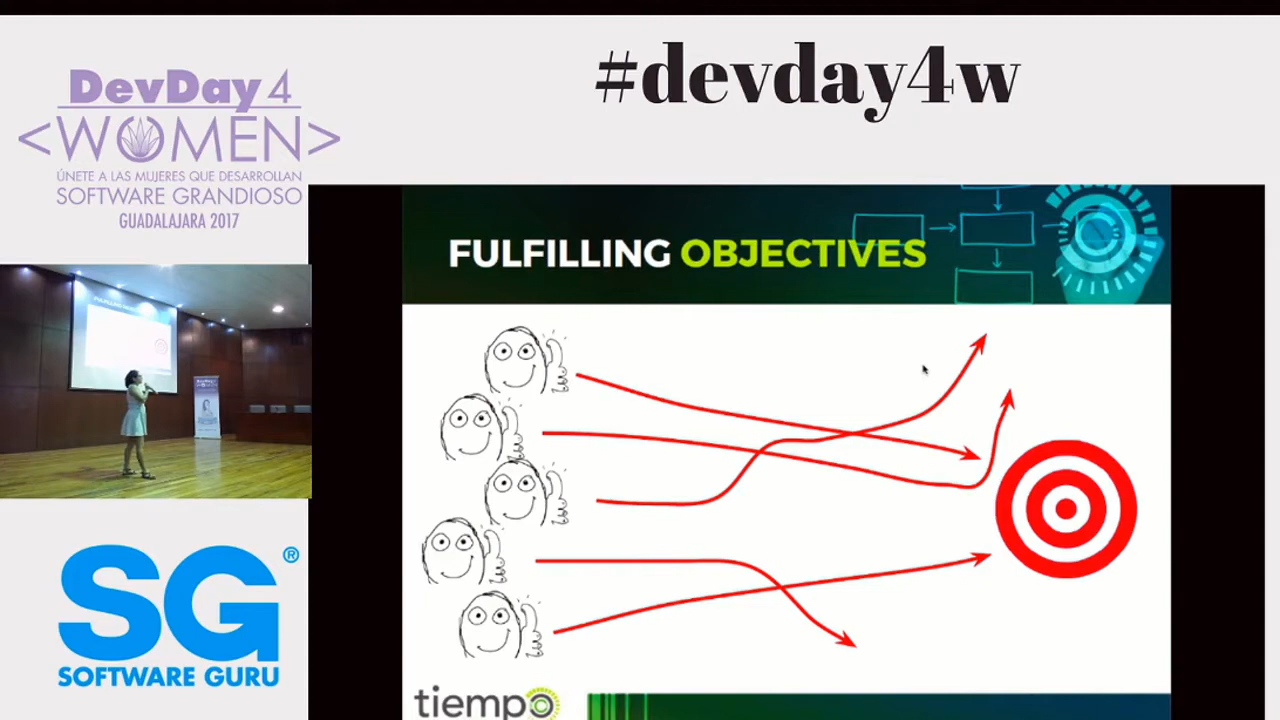 #devday4w
DevDay4
<WOMEN>
ÚNETE A LAS MUJERES QUE DESARROLLAN
SOFTWARE GRANDIOSO
GUADALAJARA 2017
FULFILLING OBJECTIVES
SG®
SOFTWARE GURU
tiempo